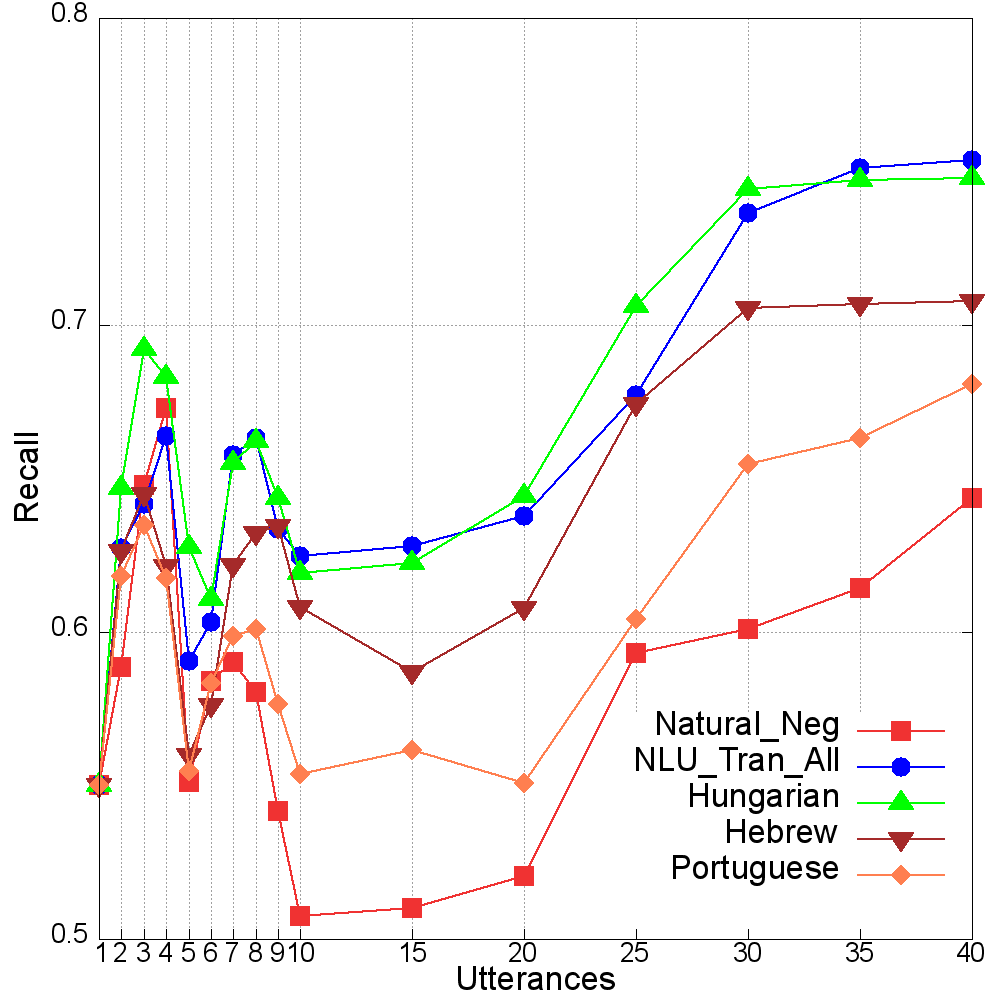 0.8
0.7
0.6
0.5
Recall
Natural_Neg
NLU_Tran_All
Hungarian
Hebrew
Portuguese
1 2 3 4 5 6 7 8 9 10 15 20 25 30 35 40
Utterances